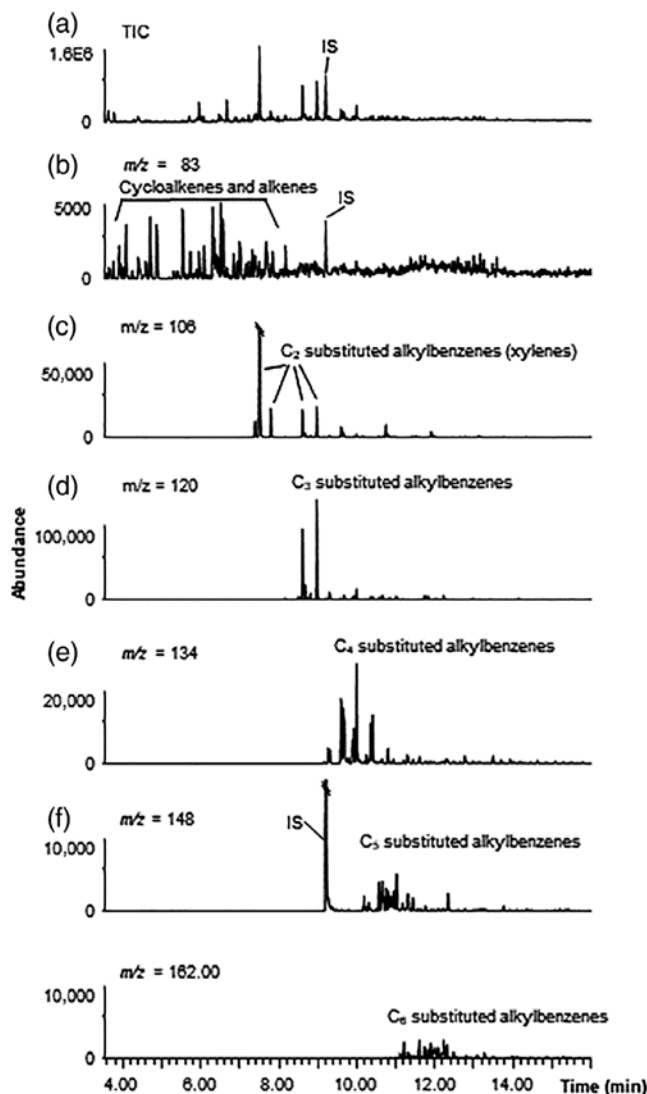 (a)
TIC
IS
1.6E6
0
(b)
m/z = 83
Cycloalkenes and alkenes
IS
5000
0
(c)
m/z = 106
C₂ substituted alkylbenzenes (xylenes)
50,000
0
(d)
m/z = 120
C₃ substituted alkylbenzenes
100,000
0
Abundance
(e)
m/z = 134
C₄ substituted alkylbenzenes
20,000
0
(f)
m/z = 148
IS
C₅ substituted alkylbenzenes
10,000
0
m/z = 162.00
10,000
C₆ substituted alkylbenzenes
0
4.00 6.00 8.00 10.00 12.00 14.00 Time (min)